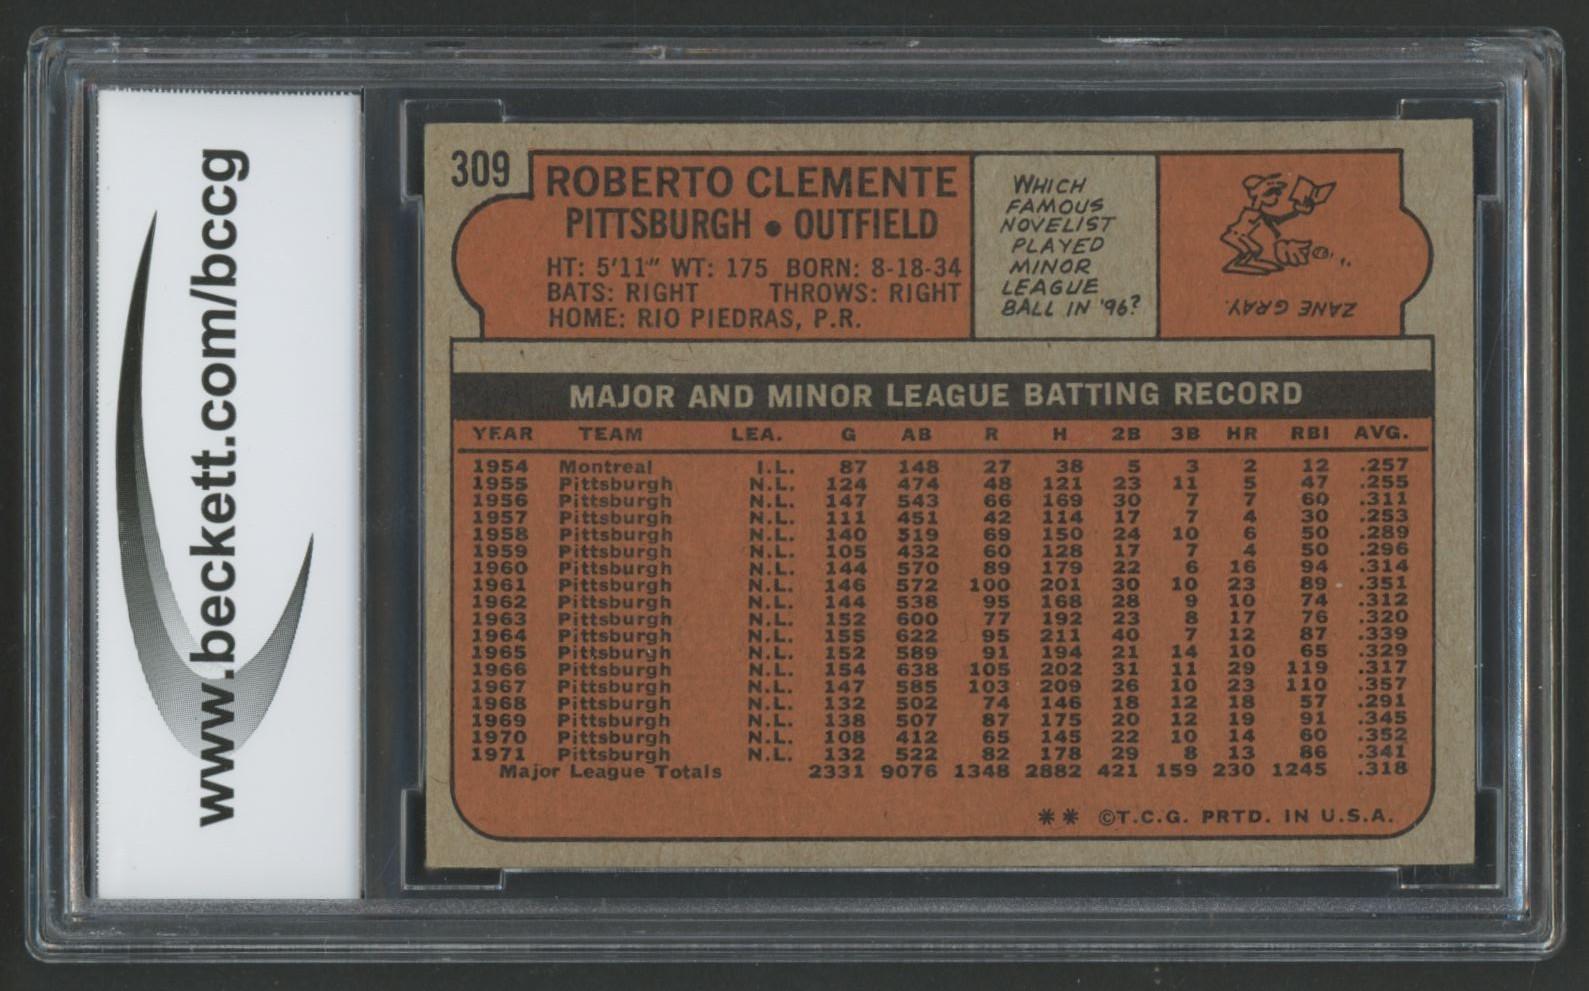 www.beckett.com/bccg
309
ROBERTO CLEMENTE
PITTSBURGH • OUTFIELD
HT: 5'11" WT: 175 BORN: 8-18-34
BATS: RIGHT THROWS: RIGHT
HOME: RIO PIEDRAS, P.R.
WHICH
FAMOUS
NOVELIST
PLAYED
MINOR
LEAGUE
BALL IN '96?
ZANE GRAY.
MAJOR AND MINOR LEAGUE BATTING RECORD
YEAR TEAM LEA. G AB R H 2B 3B HR RBI AVG.
1954 Montreal I.L. 87 148 27 38 5 3 2 12 .257
1955 Pittsburgh N.L. 124 474 48 121 23 11 5 47 .255
1956 Pittsburgh N.L. 147 543 66 169 30 7 7 60 .311
1957 Pittsburgh N.L. 111 451 42 114 17 7 4 30 .253
1958 Pittsburgh N.L. 140 519 69 150 24 10 6 50 .289
1959 Pittsburgh N.L. 105 432 60 128 17 7 4 50 .296
1960 Pittsburgh N.L. 144 570 89 179 22 6 16 94 .314
1961 Pittsburgh N.L. 146 572 100 201 30 10 23 89 .351
1962 Pittsburgh N.L. 144 538 95 168 28 9 10 74 .312
1963 Pittsburgh N.L. 152 600 77 192 23 8 17 76 .320
1964 Pittsburgh N.L. 155 622 95 211 40 7 12 87 .339
1965 Pittsburgh N.L. 152 589 91 194 21 14 10 65 .329
1966 Pittsburgh N.L. 154 638 105 202 31 11 29 119 .317
1967 Pittsburgh N.L. 147 585 103 209 26 10 23 110 .357
1968 Pittsburgh N.L. 132 502 74 146 18 12 18 57 .291
1969 Pittsburgh N.L. 138 507 87 175 20 12 19 91 .345
1970 Pittsburgh N.L. 108 412 65 145 22 10 14 60 .352
1971 Pittsburgh N.L. 132 522 82 178 29 8 13 86 .341
Major League Totals 2331 9076 1348 2882 421 159 230 1245 .318
** ©T.C.G. PRTD. IN U.S.A.